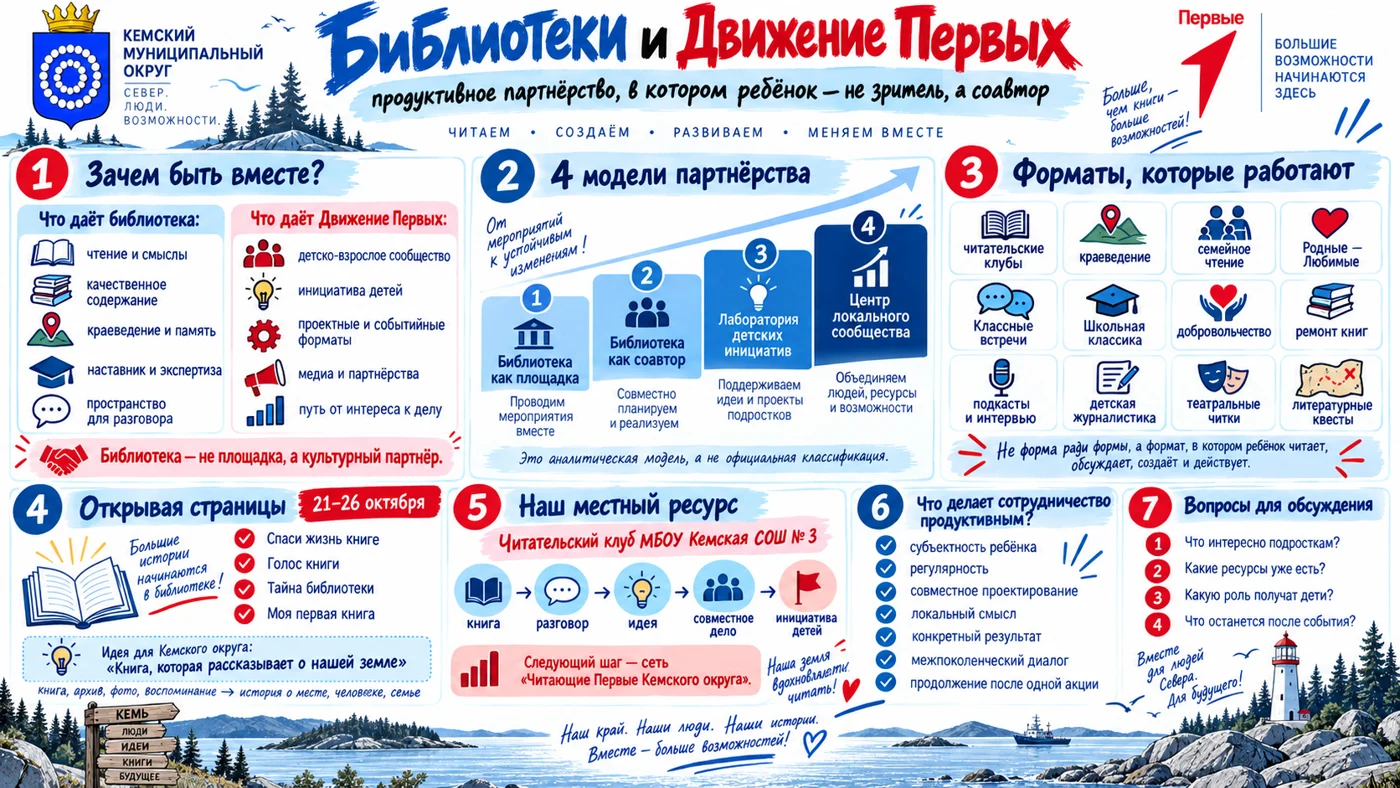 КЕМСКИЙ
МУНИЦИПАЛЬНЫЙ
ОКРУГ
СЕВЕР.
ЛЮДИ.
ВОЗМОЖНОСТИ.
Библиотеки и Движение Первых
продуктивное партнёрство, в котором ребёнок — не зритель, а соавтор
ЧИТАЕМ • СОЗДАЁМ • РАЗВИВАЕМ • МЕНЯЕМ ВМЕСТЕ
Больше,
чем книги —
больше
возможностей!
Первые
БОЛЬШИЕ
ВОЗМОЖНОСТИ
НАЧИНАЮТСЯ
ЗДЕСЬ
1 Зачем быть вместе?
Что даёт библиотека:
чтение и смыслы
качественное
содержание
краеведение и память
наставник и экспертиза
пространство
для разговора
Что даёт Движение Первых:
детско-взрослое сообщество
инициатива детей
проектные и событийные
форматы
медиа и партнёрства
путь от интереса к делу
Библиотека — не площадка, а культурный партнёр.
2 4 модели партнёрства
От
мероприятий
к устойчивым
изменениям!
1
Библиотека
как площадка
Проводим
мероприятия
вместе
2
Библиотека
как соавтор
Совместно
планируем
и реализуем
3
Лаборатория
детских
инициатив
Поддерживаем
идеи и проекты
подростков
4
Центр
локального
сообщества
Объединяем
людей, ресурсы
и возможности
Это аналитическая модель, а не официальная классификация.
3 Форматы, которые работают
читательские
клубы
краеведение
семейное
чтение
Родные —
Любимые
Классные
встречи
Школьная
классика
добровольчество
ремонт книг
подкасты
и интервью
детская
журналистика
театральные
читки
литературные
квесты
Не форма ради формы, а формат, в котором ребёнок читает,
обсуждает, создаёт и действует.
4 Открывая страницы
21–26 октября
Большие
истории
начинаются
в библиотеке!
Спаси жизнь книге
Голос книги
Тайна библиотеки
Моя первая книга
Идея для Кемского округа:
«Книга, которая рассказывает о нашей земле»
книга, архив, фото, воспоминание → история о месте, человеке, семье
5 Наш местный ресурс
Читательский клуб МБОУ Кемская СОШ № 3
книга → разговор → идея → совместное
дело → инициатива
детей
Следующий шаг — сеть
«Читающие Первые Кемского округа».
Наша земля
вдохновляет
читать!
6 Что делает сотрудничество
продуктивным?
субъектность ребёнка
регулярность
совместное проектирование
локальный смысл
конкретный результат
межпоколенческий диалог
продолжение после одной акции
7 Вопросы для обсуждения
1 Что интересно подросткам?
2 Какие ресурсы уже есть?
3 Какую роль получат дети?
4 Что останется после события?
Вместе
для людей
Севера.
Для будущего!
КЕМЬ
ЛЮДИ
ИДЕИ
КНИГИ
БУДУЩЕЕ
Наш край. Наши люди. Наши истории.
Вместе — больше возможностей!